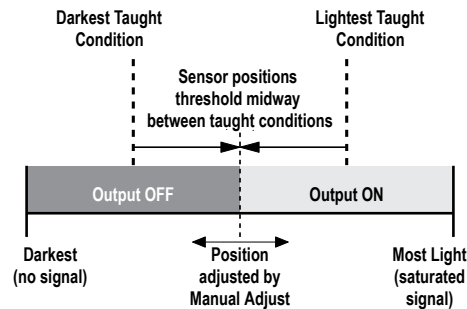 Darkest Taught
Condition
Lightest Taught
Condition
Sensor positions
threshold midway
between taught conditions
Output OFF
Output ON
Darkest
(no signal)
Position
adjusted by
Manual Adjust
Most Light
(saturated
signal)